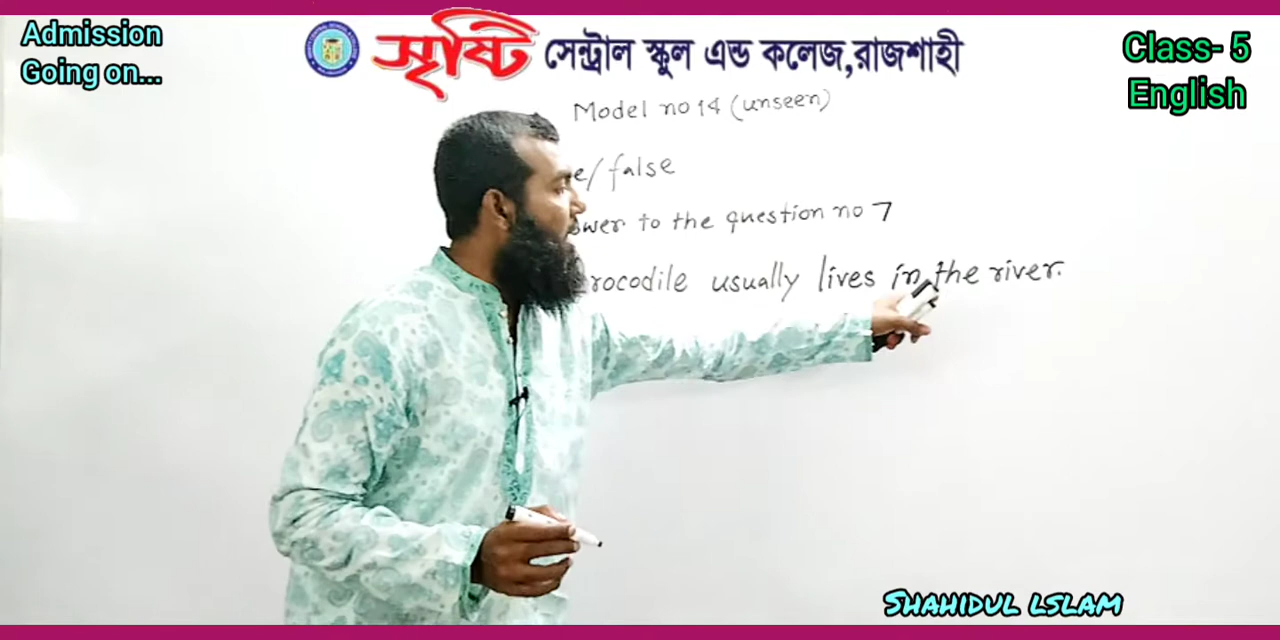 Admission
Going on...
সৃষ্টি সেন্ট্রাল স্কুল এন্ড কলেজ,রাজশাহী
Class- 5
English
Model no 14 (unseen)
e/false
swer to the question no 7
rocodile usually lives in the river.
SHAHIDUL lSLAM